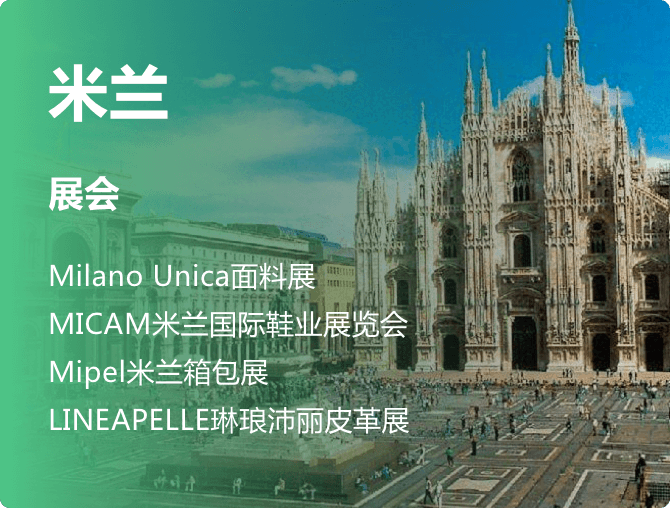 米兰
展会
Milano Unica面料展
MICAM米兰国际鞋业展览会
Mipel米兰箱包展
LINEAPELLE琳琅沛丽皮革展